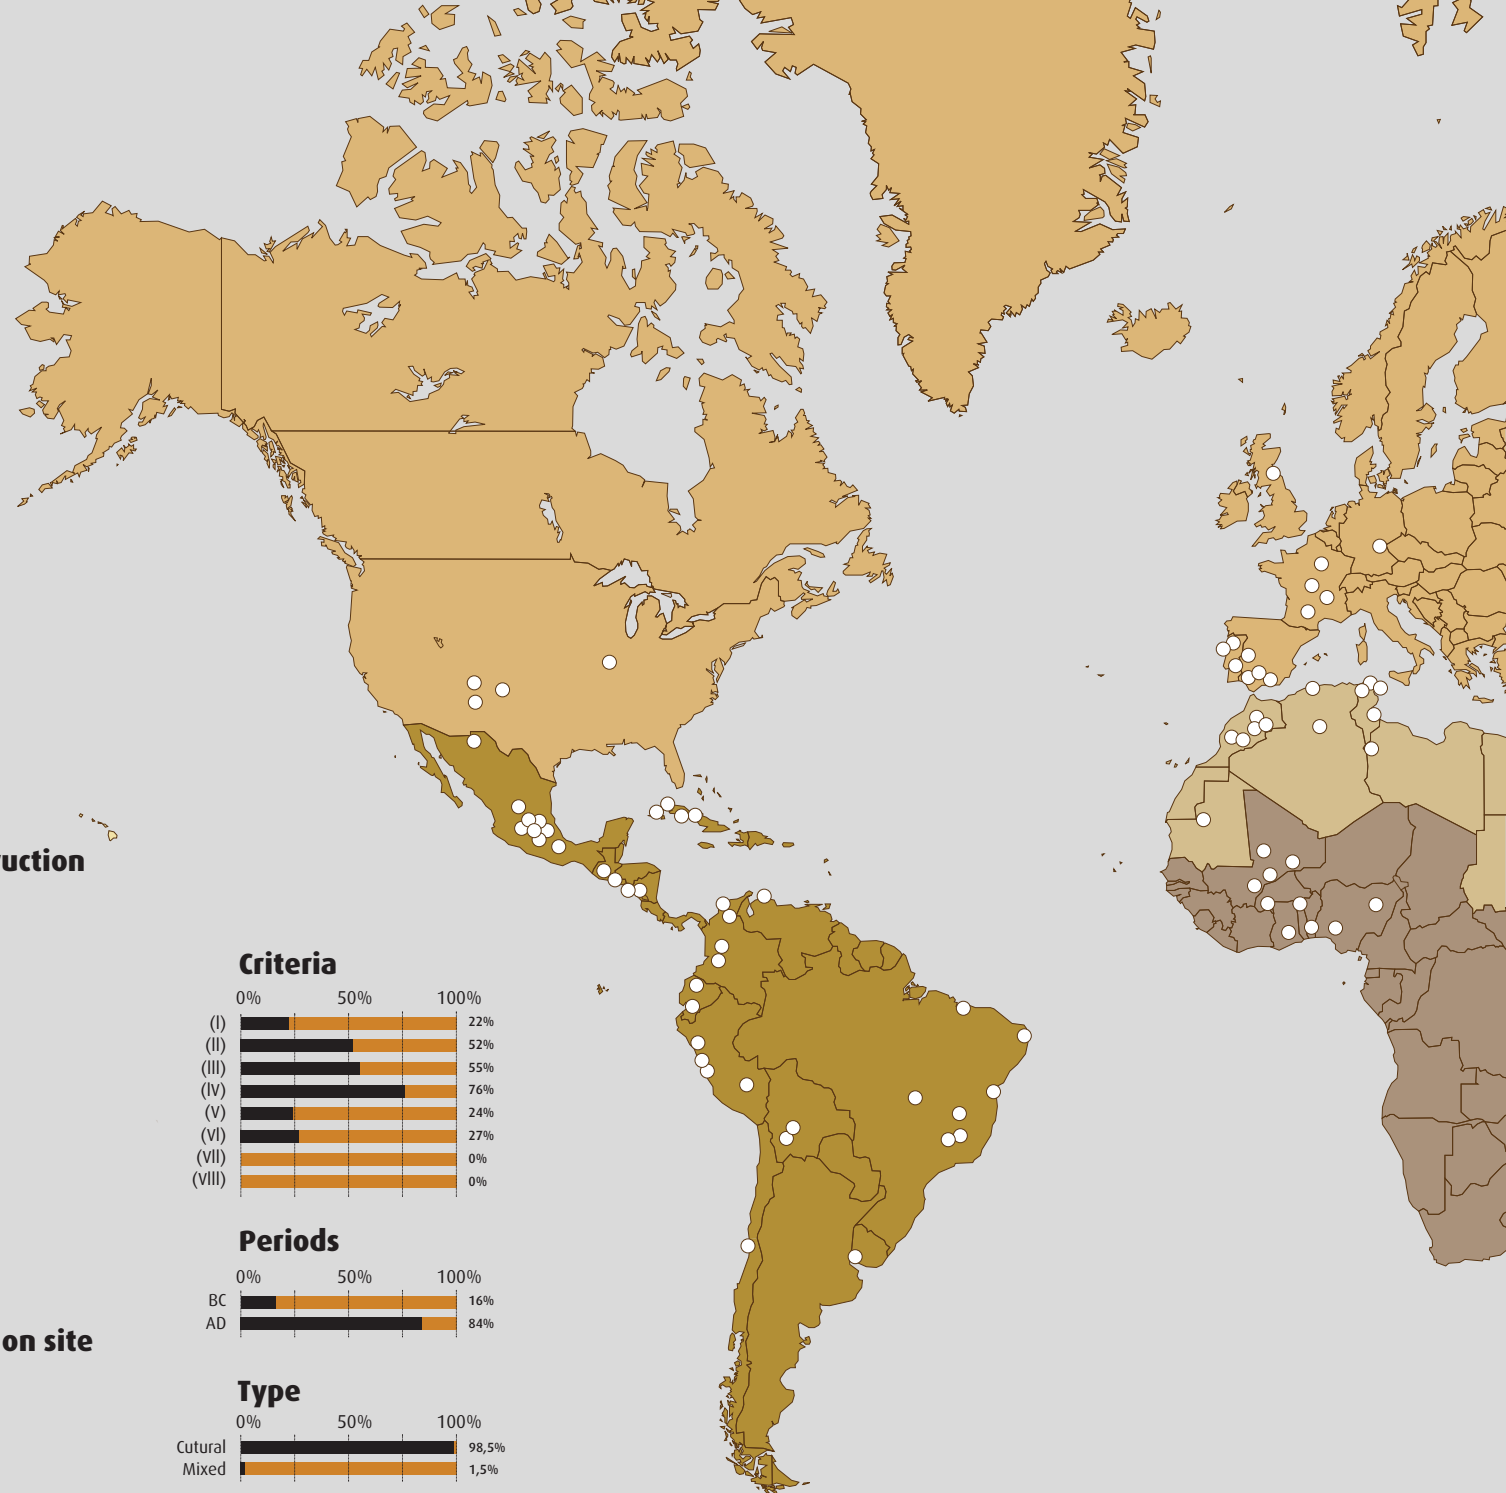 Criteria
0% 50% 100%
(I) 22%
(II) 52%
(III) 55%
(IV) 76%
(V) 24%
(VI) 27%
(VII) 0%
(VIII) 0%
Periods
0% 50% 100%
BC 16%
AD 84%
on site
Type
0% 50% 100%
Cutural 98,5%
Mixed 1,5%